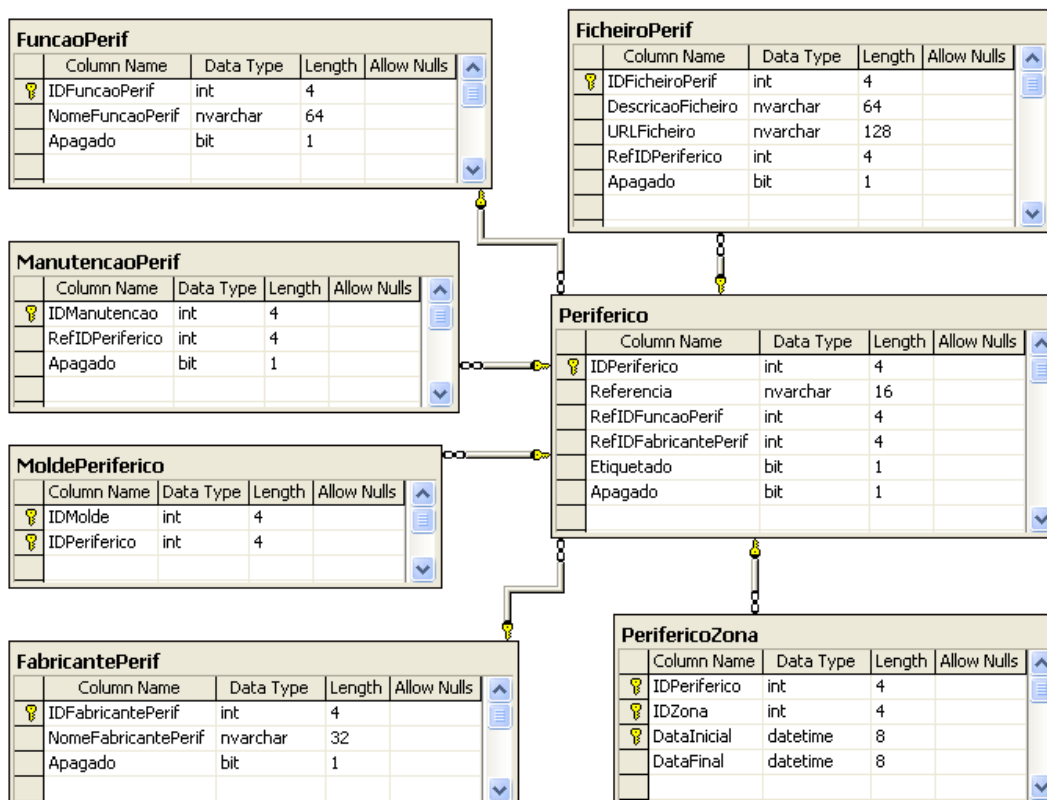 FuncaoPerif
Column Name Data Type Length Allow Nulls
IDFuncaoPerif int 4
NomeFuncaoPerif nvarchar 64
Apagado bit 1
FicheiroPerif
Column Name Data Type Length Allow Nulls
IDFicheiroPerif int 4
DescricaoFicheiro nvarchar 64
URLFicheiro nvarchar 128
RefIDPeriferico int 4
Apagado bit 1
ManutencaoPerif
Column Name Data Type Length Allow Nulls
IDManutencao int 4
RefIDPeriferico int 4
Apagado bit 1
Periferico
Column Name Data Type Length Allow Nulls
IDPeriferico int 4
Referencia nvarchar 16
RefIDFuncaoPerif int 4
RefIDFabricantePerif int 4
Etiquetado bit 1
Apagado bit 1
MoldePeriferico
Column Name Data Type Length Allow Nulls
IDMolde int 4
IDPeriferico int 4
FabricantePerif
Column Name Data Type Length Allow Nulls
IDFabricantePerif int 4
NomeFabricantePerif nvarchar 32
Apagado bit 1
PerifericoZona
Column Name Data Type Length Allow Nulls
IDPeriferico int 4
IDZona int 4
DataInicial datetime 8
DataFinal datetime 8